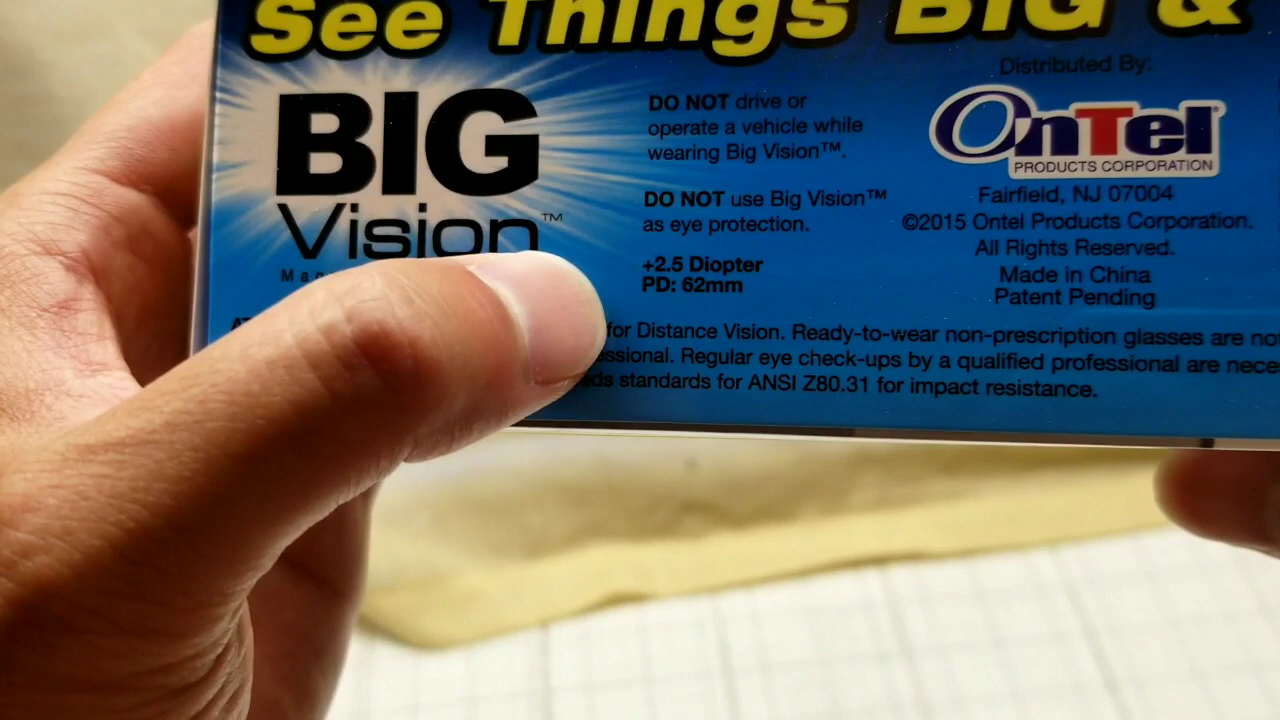 See Things BIG &
BIG
Vision™
Ma
DO NOT drive or
operate a vehicle while
wearing Big Vision™.
DO NOT use Big Vision™
as eye protection.
+2.5 Diopter
PD: 62mm
Distributed By:
OnTel
PRODUCTS CORPORATION
Fairfield, NJ 07004
©2015 Ontel Products Corporation.
All Rights Reserved.
Made in China
Patent Pending
for Distance Vision. Ready-to-wear non-prescription glasses are no
essional. Regular eye check-ups by a qualified professional are nece
ds standards for ANSI Z80.31 for impact resistance.